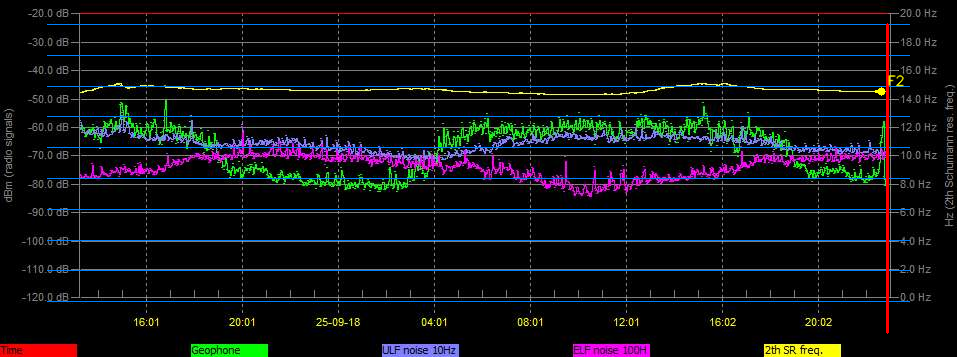 -20.0 dB 20.0 Hz
-30.0 dB 18.0 Hz
-40.0 dB 16.0 Hz
F2
-50.0 dB 14.0 Hz
-60.0 dB 12.0 Hz
-70.0 dB 10.0 Hz
-80.0 dB 8.0 Hz
-90.0 dB 6.0 Hz
-100.0 dB 4.0 Hz
-110.0 dB 2.0 Hz
-120.0 dB 0.0 Hz
dBm (radio signals)
Hz (2th Schumann res. freq.)
16:01 20:01 25-09-18 04:01 08:01 12:01 16:02 20:02
Time Geophone ULF noise 10Hz ELF noise 100H 2th SR freq.